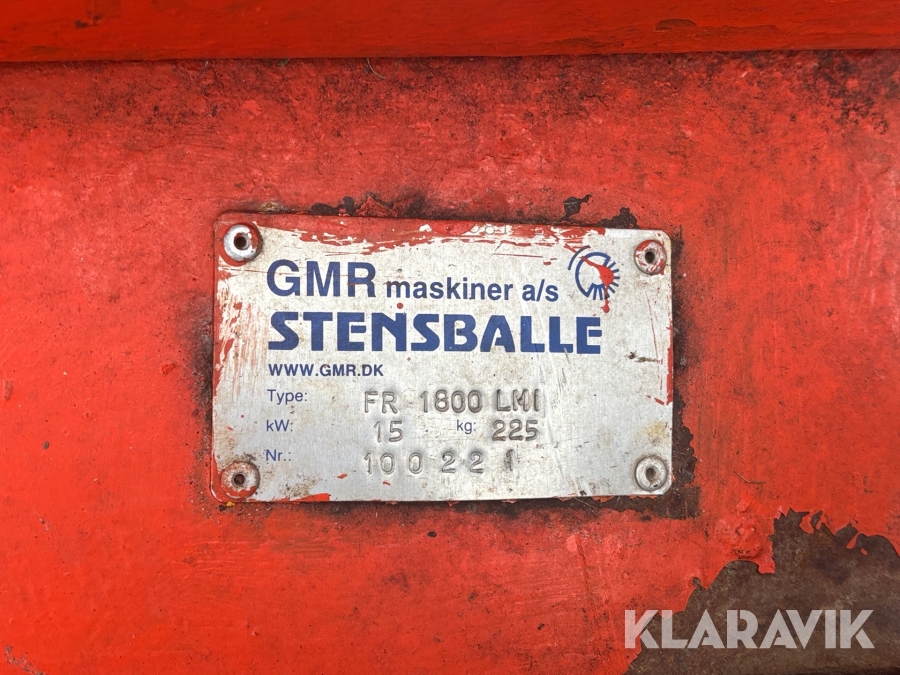 GMR maskiner a/s
STENSBALLE
WWW.GMR.DK
Type: FR 1800 LMI
kW: 15 kg: 225
Nr.: 100221
KLARAVIK